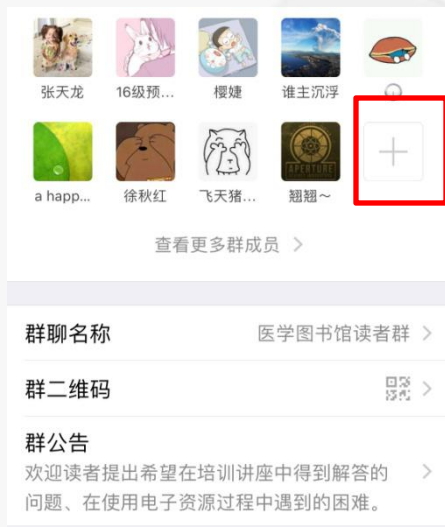 张天龙 16级预... 樱婕 谁主沉浮
APERTURE
a happ... 徐秋红 飞天猪... 翘翘～
查看更多群成员 >
群聊名称 医学图书馆读者群 >
群二维码 >
群公告 >
欢迎读者提出希望在培训讲座中得到解答的
问题、在使用电子资源过程中遇到的困难。